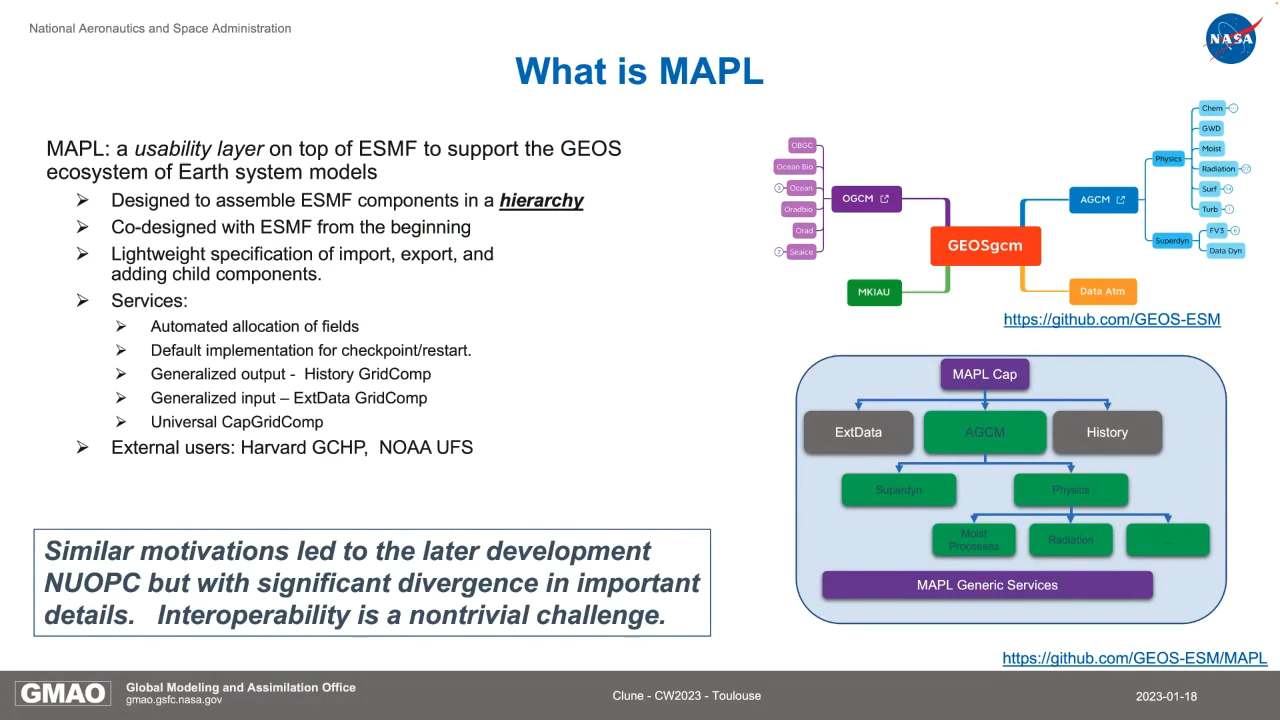 National Aeronautics and Space Administration
NASA
What is MAPL
MAPL: a usability layer on top of ESMF to support the GEOS
ecosystem of Earth system models
Designed to assemble ESMF components in a hierarchy
Co-designed with ESMF from the beginning
Lightweight specification of import, export, and
adding child components.
Services:
Automated allocation of fields
Default implementation for checkpoint/restart.
Generalized output - History GridComp
Generalized input – ExtData GridComp
Universal CapGridComp
External users: Harvard GCHP, NOAA UFS
Similar motivations led to the later development
NUOPC but with significant divergence in important
details. Interoperability is a nontrivial challenge.
OBGC
Ocean Bio
3 Ocean
Oradbio
Orad
2 Seaice
OGCM
MKIAU
GEOSgcm
AGCM
Data Atm
Physics
Superdyn
Chem
GWD
Moist
Radiation
Surf
Turb 1
FV3 6
Data Dyn
https://github.com/GEOS-ESM
MAPL Cap
ExtData
AGCM
History
Superdyn
Physics
Moist
Processes
Radiation
...
MAPL Generic Services
https://github.com/GEOS-ESM/MAPL
GMAO
Global Modeling and Assimilation Office
gmao.gsfc.nasa.gov
Clune - CW2023 - Toulouse
2023-01-18